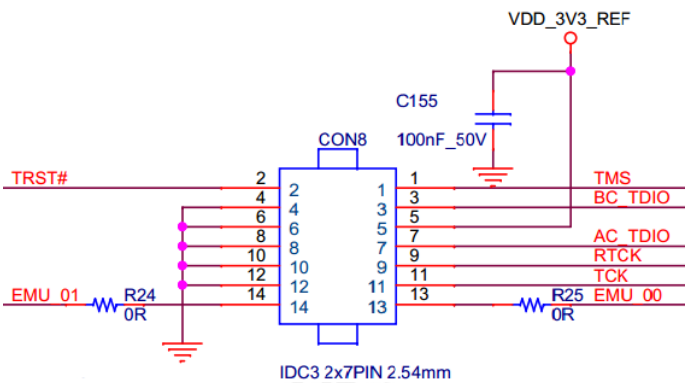 VDD_3V3_REF
C155
100nF_50V
CON8
TRST# 2 2 1 1 TMS
4 4 3 3 BC_TDIO
6 6 5 5
8 8 7 7 AC_TDIO
10 10 9 9 RTCK
12 12 11 11 TCK
EMU_01 R24 14 14 13 13 R25 EMU_00
0R 0R
IDC3 2x7PIN 2.54mm